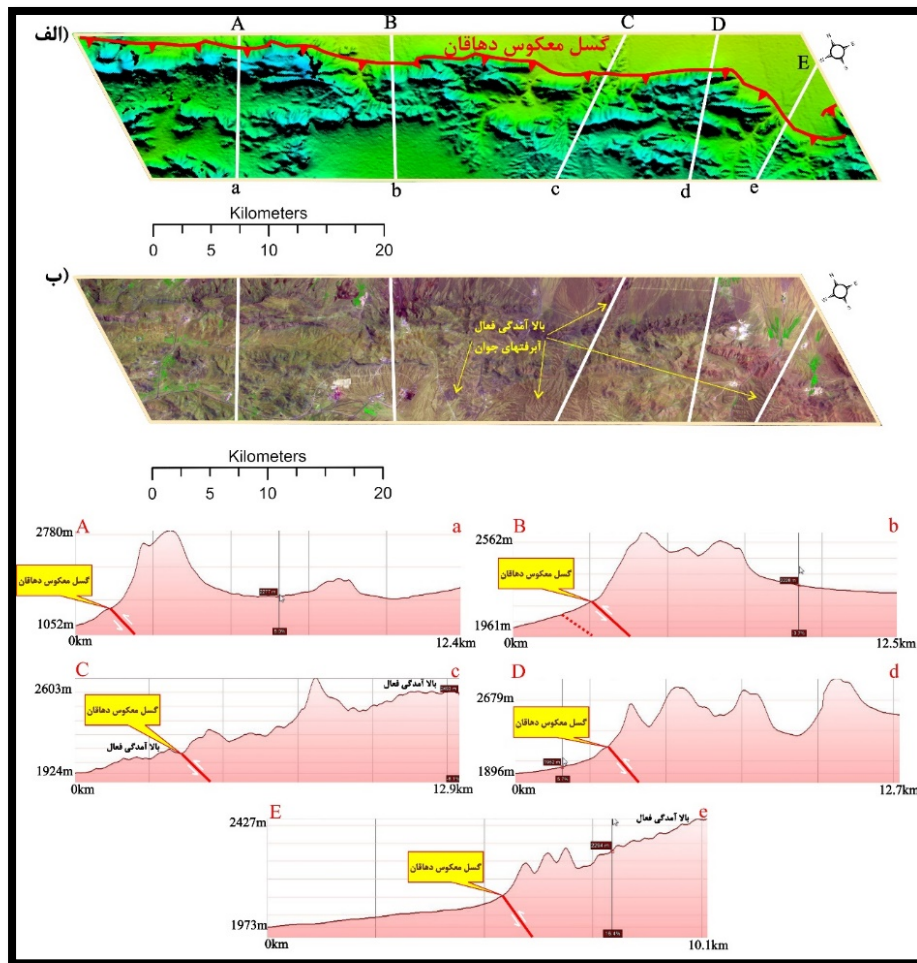 الف)
A
B
C
D
E
گسل معکوس دهاقان
a
b
c
d
e
Kilometers
0 5 10 20
ب)
بالا آمدگی فعال
آبرفتهای جوان
Kilometers
0 5 10 20
A
a
2780m
گسل معکوس دهاقان
1052m
0km
12.4km
B
b
2562m
گسل معکوس دهاقان
1961m
0km
12.5km
C
c
2603m
بالا آمدگی فعال
گسل معکوس دهاقان
بالا آمدگی فعال
1924m
0km
12.9km
D
d
2679m
گسل معکوس دهاقان
1896m
0km
12.7km
E
e
2427m
بالا آمدگی فعال
گسل معکوس دهاقان
1973m
0km
10.1km